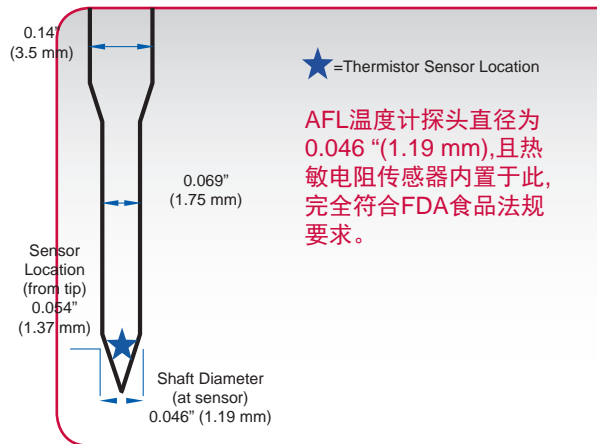 0.14”
(3.5 mm)
=Thermistor Sensor Location
AFL温度计探头直径为
0.046 “(1.19 mm),且热
敏电阻传感器内置于此,
完全符合FDA食品法规
要求。
0.069”
(1.75 mm)
Sensor
Location
(from tip)
0.054”
(1.37 mm)
Shaft Diameter
(at sensor)
0.046” (1.19 mm)